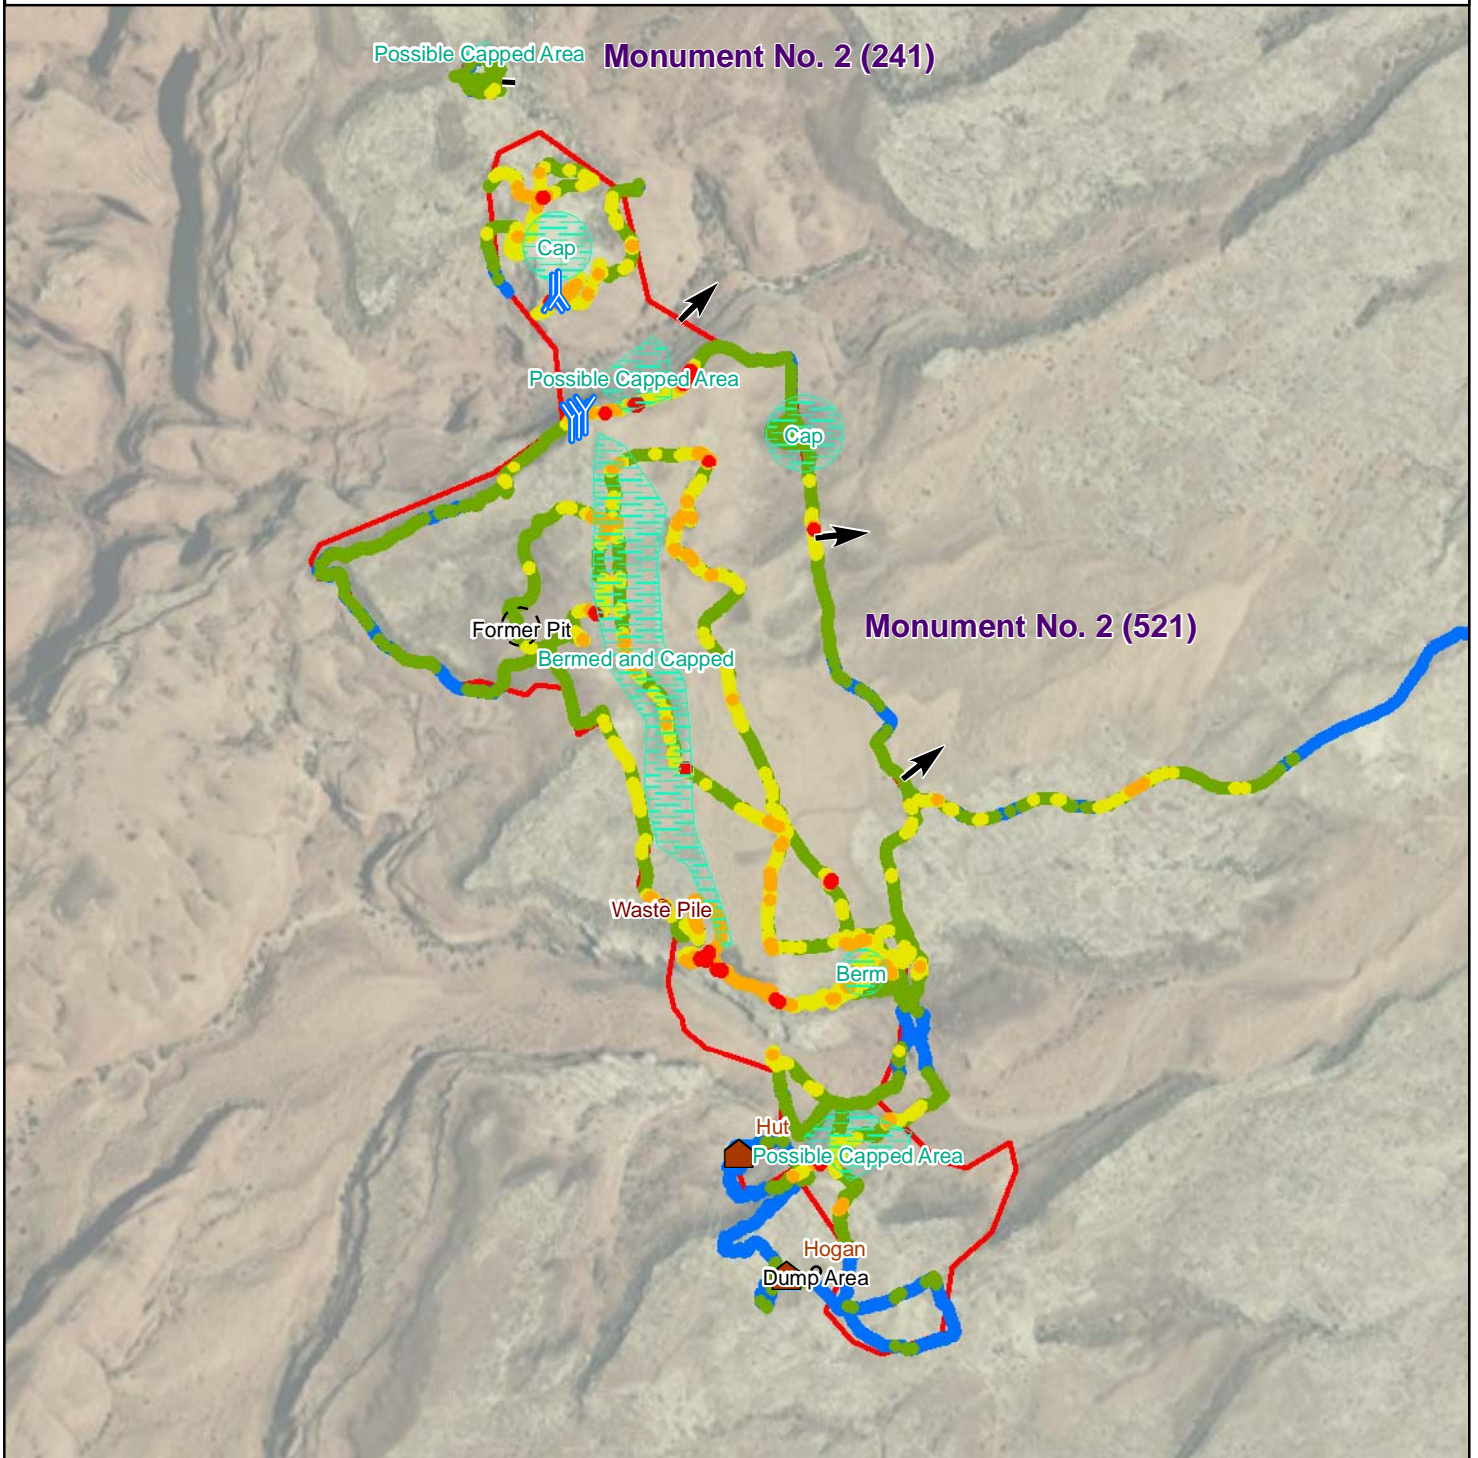 Possible Capped Area
Monument No. 2 (241)
Cap
Possible Capped Area
Cap
Former Pit
Monument No. 2 (521)
Bermed and Capped
Waste Pile
Berm
Hut
Possible Capped Area
Hogan
Dump Area